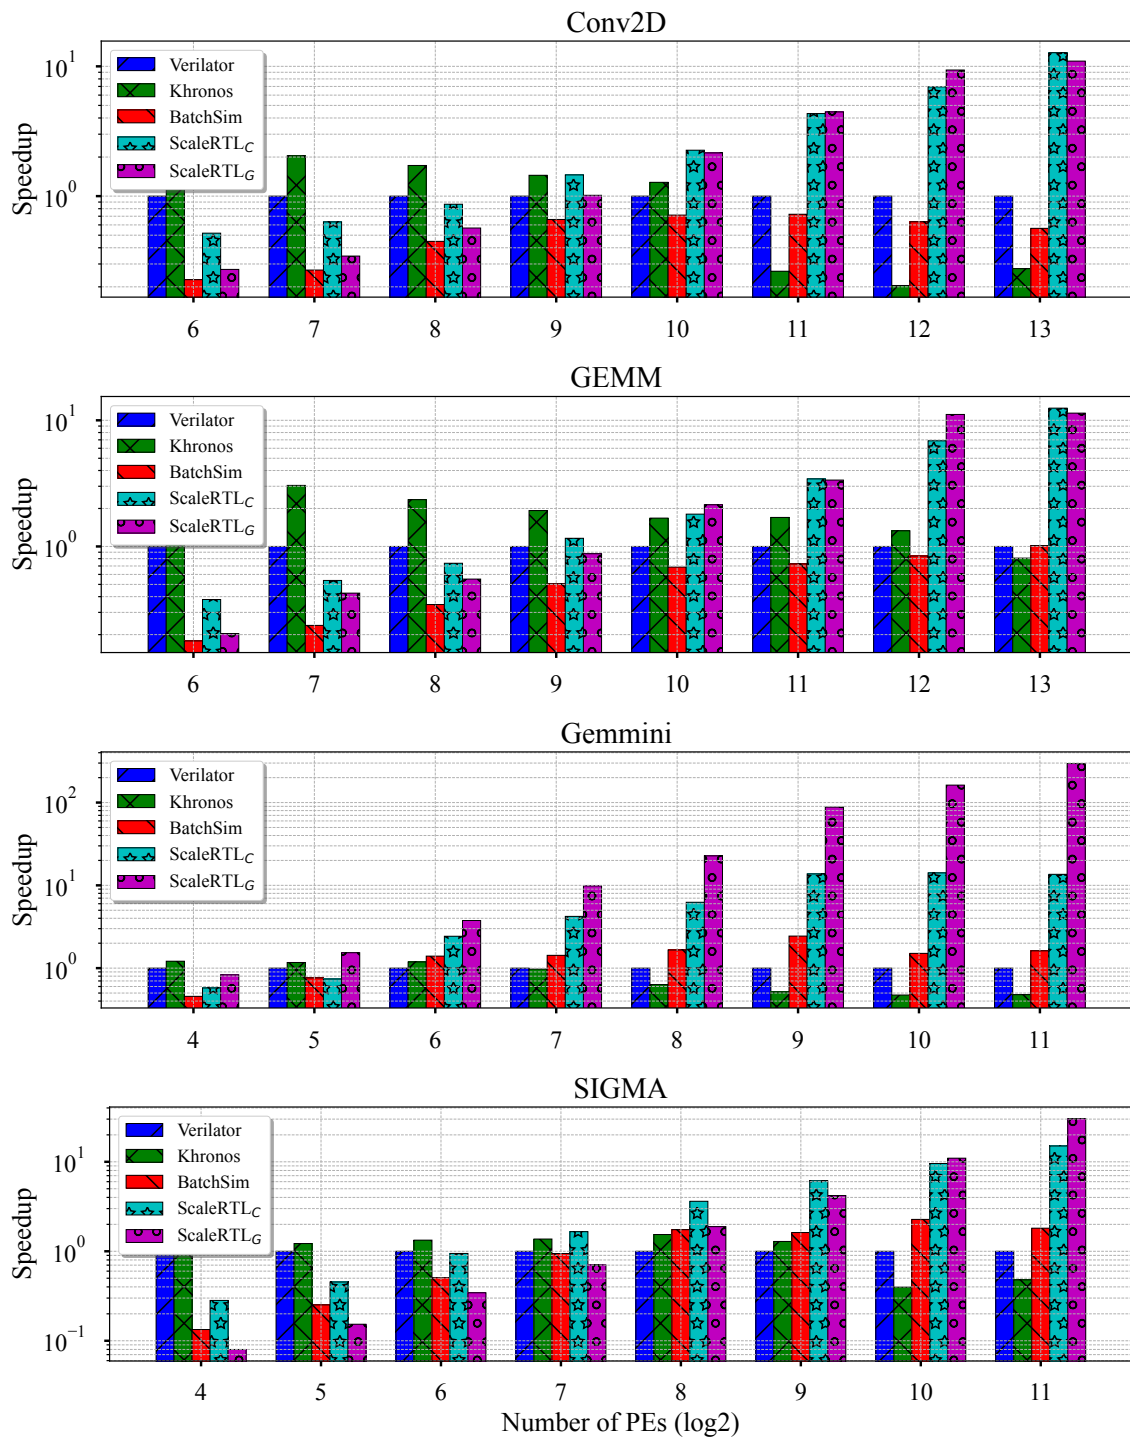 Conv2D
Speedup
10^1
10^0
Verilator
Khronos
BatchSim
ScaleRTL_C
ScaleRTL_G
6 7 8 9 10 11 12 13
GEMM
Speedup
10^1
10^0
Verilator
Khronos
BatchSim
ScaleRTL_C
ScaleRTL_G
6 7 8 9 10 11 12 13
Gemmini
Speedup
10^2
10^1
10^0
Verilator
Khronos
BatchSim
ScaleRTL_C
ScaleRTL_G
4 5 6 7 8 9 10 11
SIGMA
Speedup
10^1
10^0
10^−1
Verilator
Khronos
BatchSim
ScaleRTL_C
ScaleRTL_G
4 5 6 7 8 9 10 11
Number of PEs (log2)